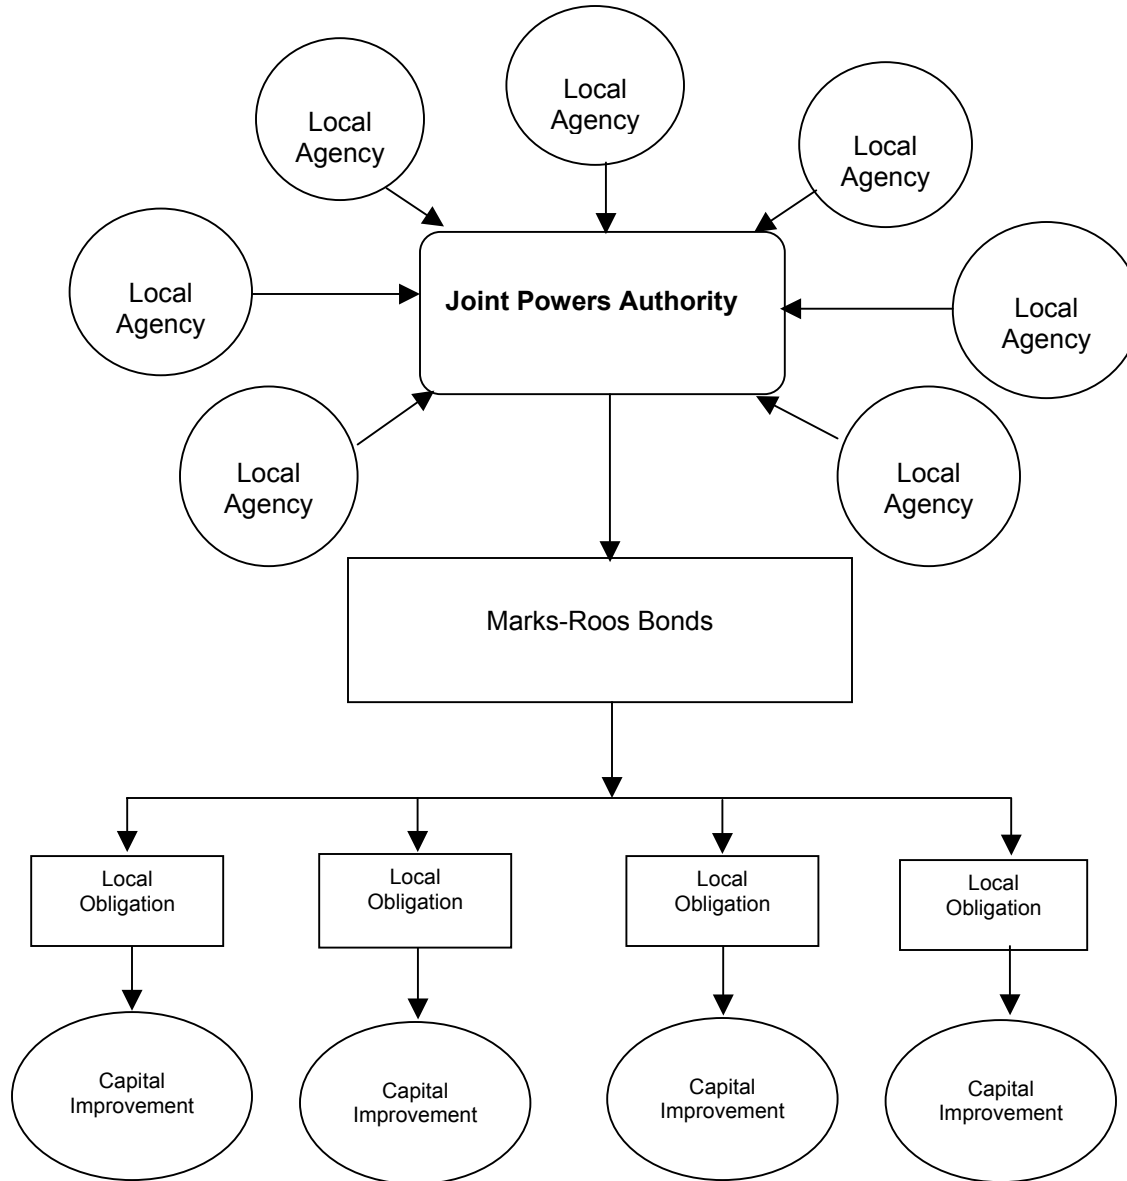 Local
Agency
Local
Agency
Local
Agency
Local
Agency
Joint Powers Authority
Local
Agency
Local
Agency
Local
Agency
Marks-Roos Bonds
Local
Obligation
Local
Obligation
Local
Obligation
Local
Obligation
Capital
Improvement
Capital
Improvement
Capital
Improvement
Capital
Improvement